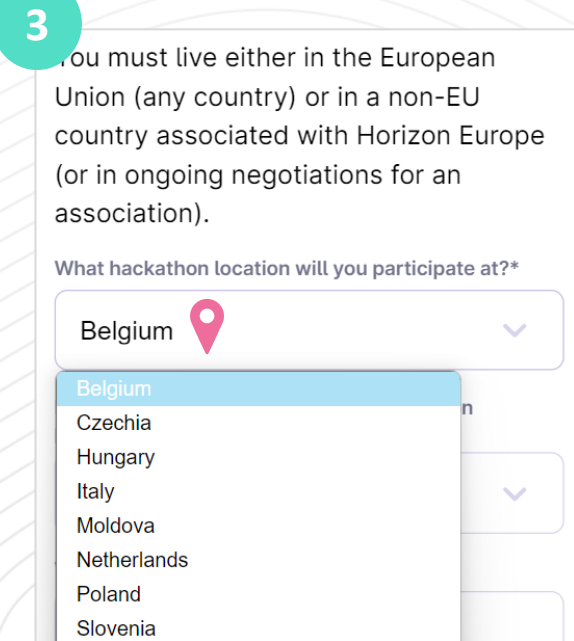 3
You must live either in the European
Union (any country) or in a non-EU
country associated with Horizon Europe
(or in ongoing negotiations for an
association).
What hackathon location will you participate at?*
Belgium
Belgium
n
Czechia
Hungary
Italy
Moldova
Netherlands
Poland
Slovenia